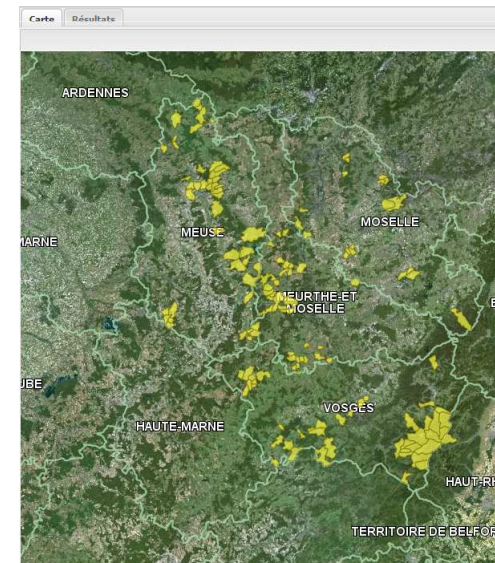 Carte Résultats
ARDENNES
MOSELLE
MEUSE
MARNE
MEURTHE-ET
MOSELLE
UBE
VOSGES
HAUTE-MARNE
HAUT-RH
TERRITOIRE DE BELFOR